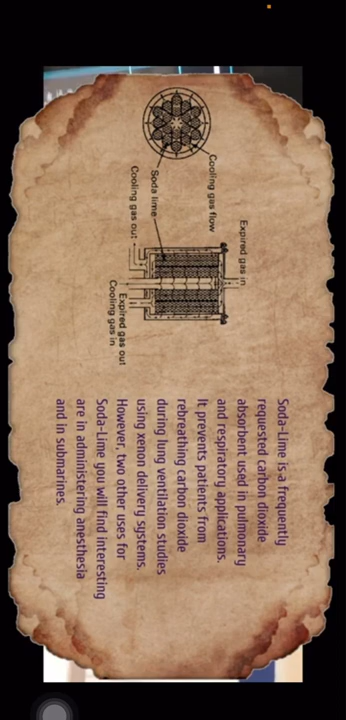 Cooling gas flow
Soda lime
Cooling gas out
Expired gas in
Expired gas out
Cooling gas in
Soda-Lime is a frequently
requested carbon dioxide
absorbent used in pulmonary
and respiratory applications.
It prevents patients from
rebreathing carbon dioxide
during lung ventilation studies
using xenon delivery systems.
However, two other uses for
Soda-Lime you will find interesting
are in administering anesthesia
and in submarines.